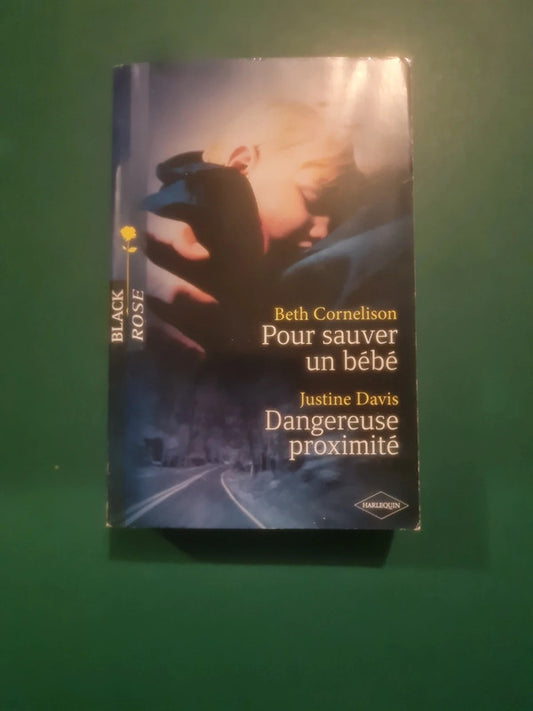 BLACK
ROSE
Beth Cornelison
Pour sauver
un bébé
Justine Davis
Dangereuse
proximité
HARLEQUIN